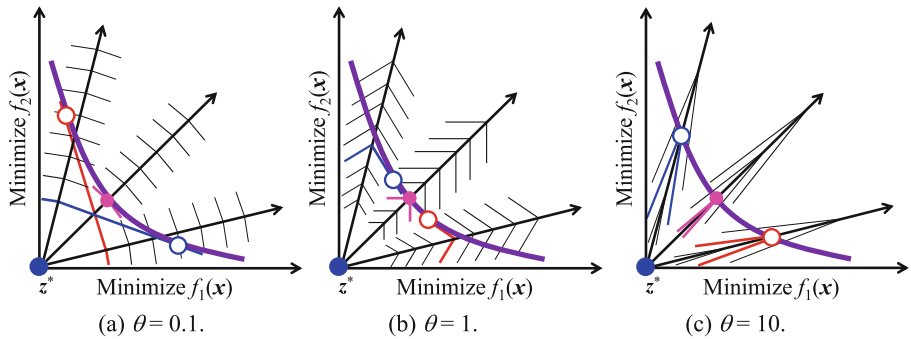 Minimize f₂(x)
z*
Minimize f₁(x)
(a) θ = 0.1.
Minimize f₂(x)
z*
Minimize f₁(x)
(b) θ = 1.
Minimize f₂(x)
z*
Minimize f₁(x)
(c) θ = 10.